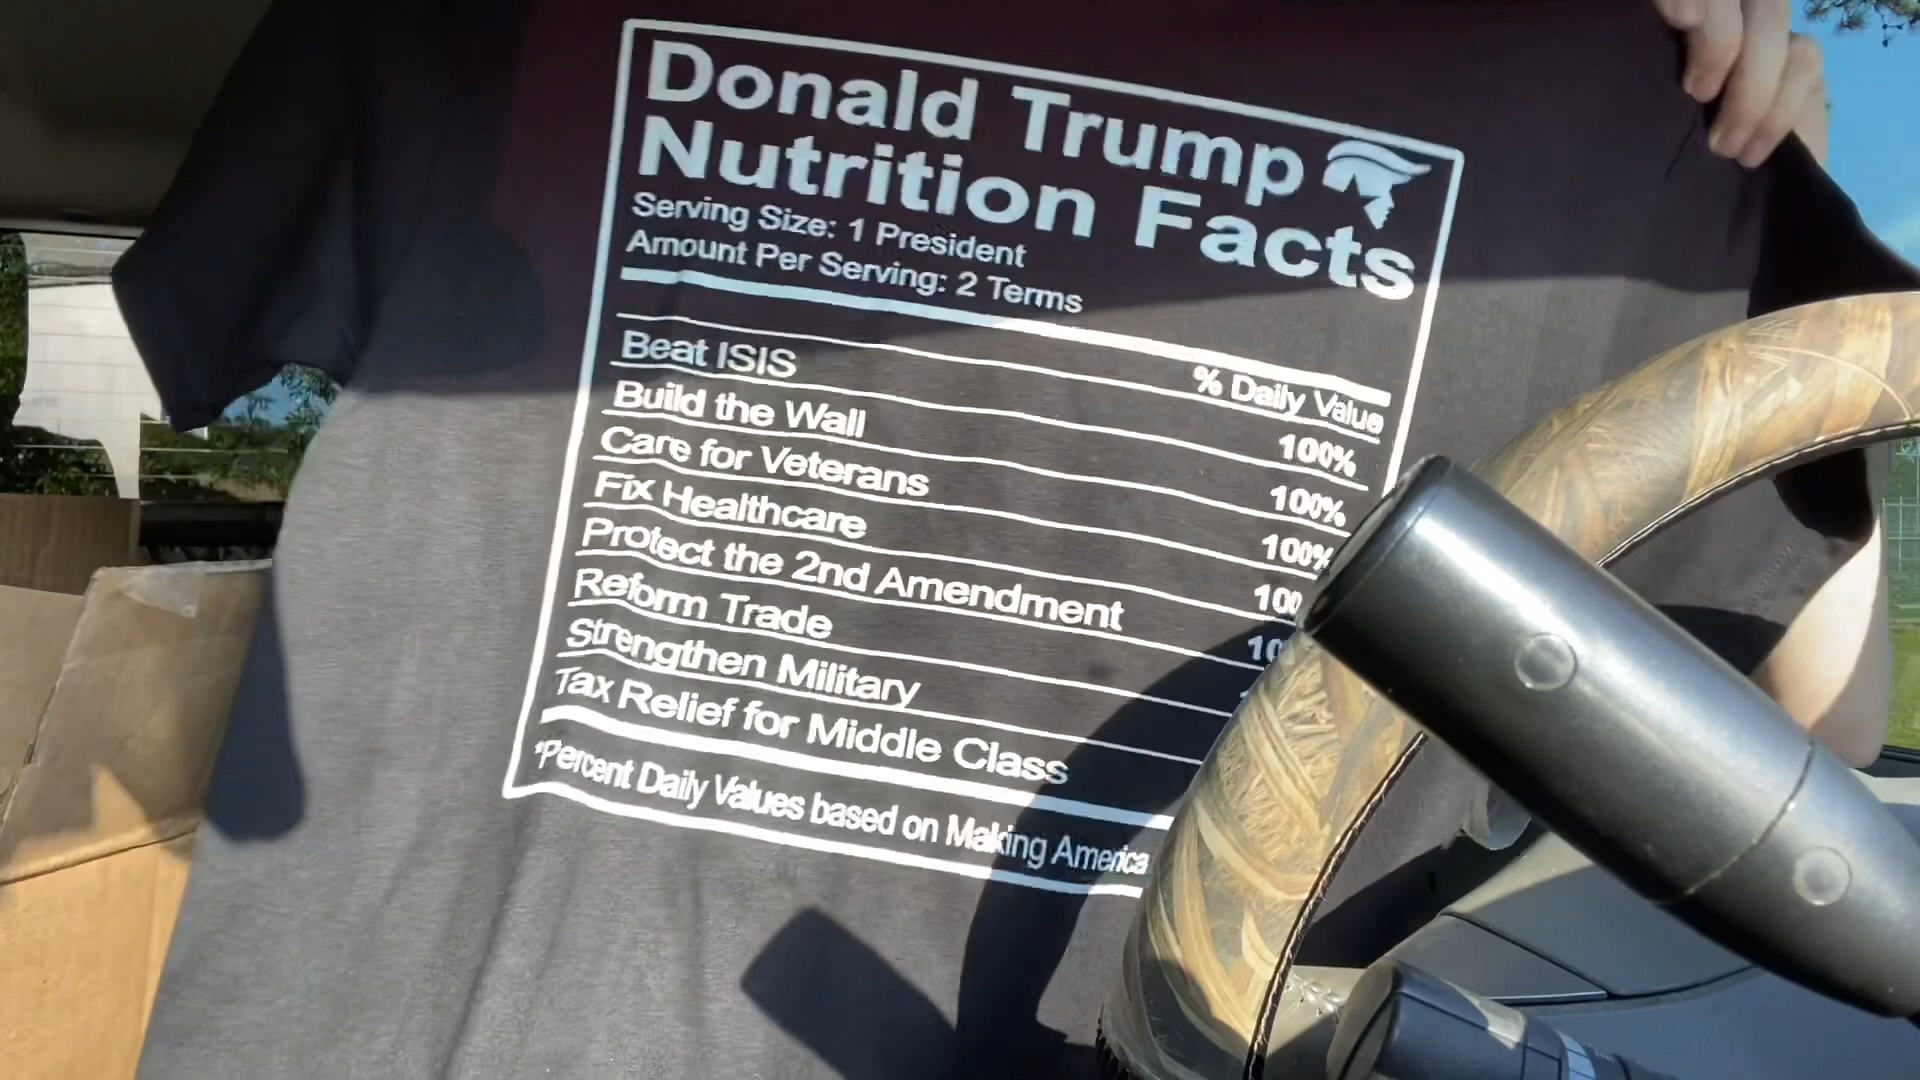 Donald Trump
Nutrition Facts
Serving Size: 1 President
Amount Per Serving: 2 Terms
% Daily Value
Beat ISIS 100%
Build the Wall 100%
Care for Veterans 100%
Fix Healthcare
Protect the 2nd Amendment
Reform Trade
Strengthen Military
Tax Relief for Middle Class
*Percent Daily Values based on Making America